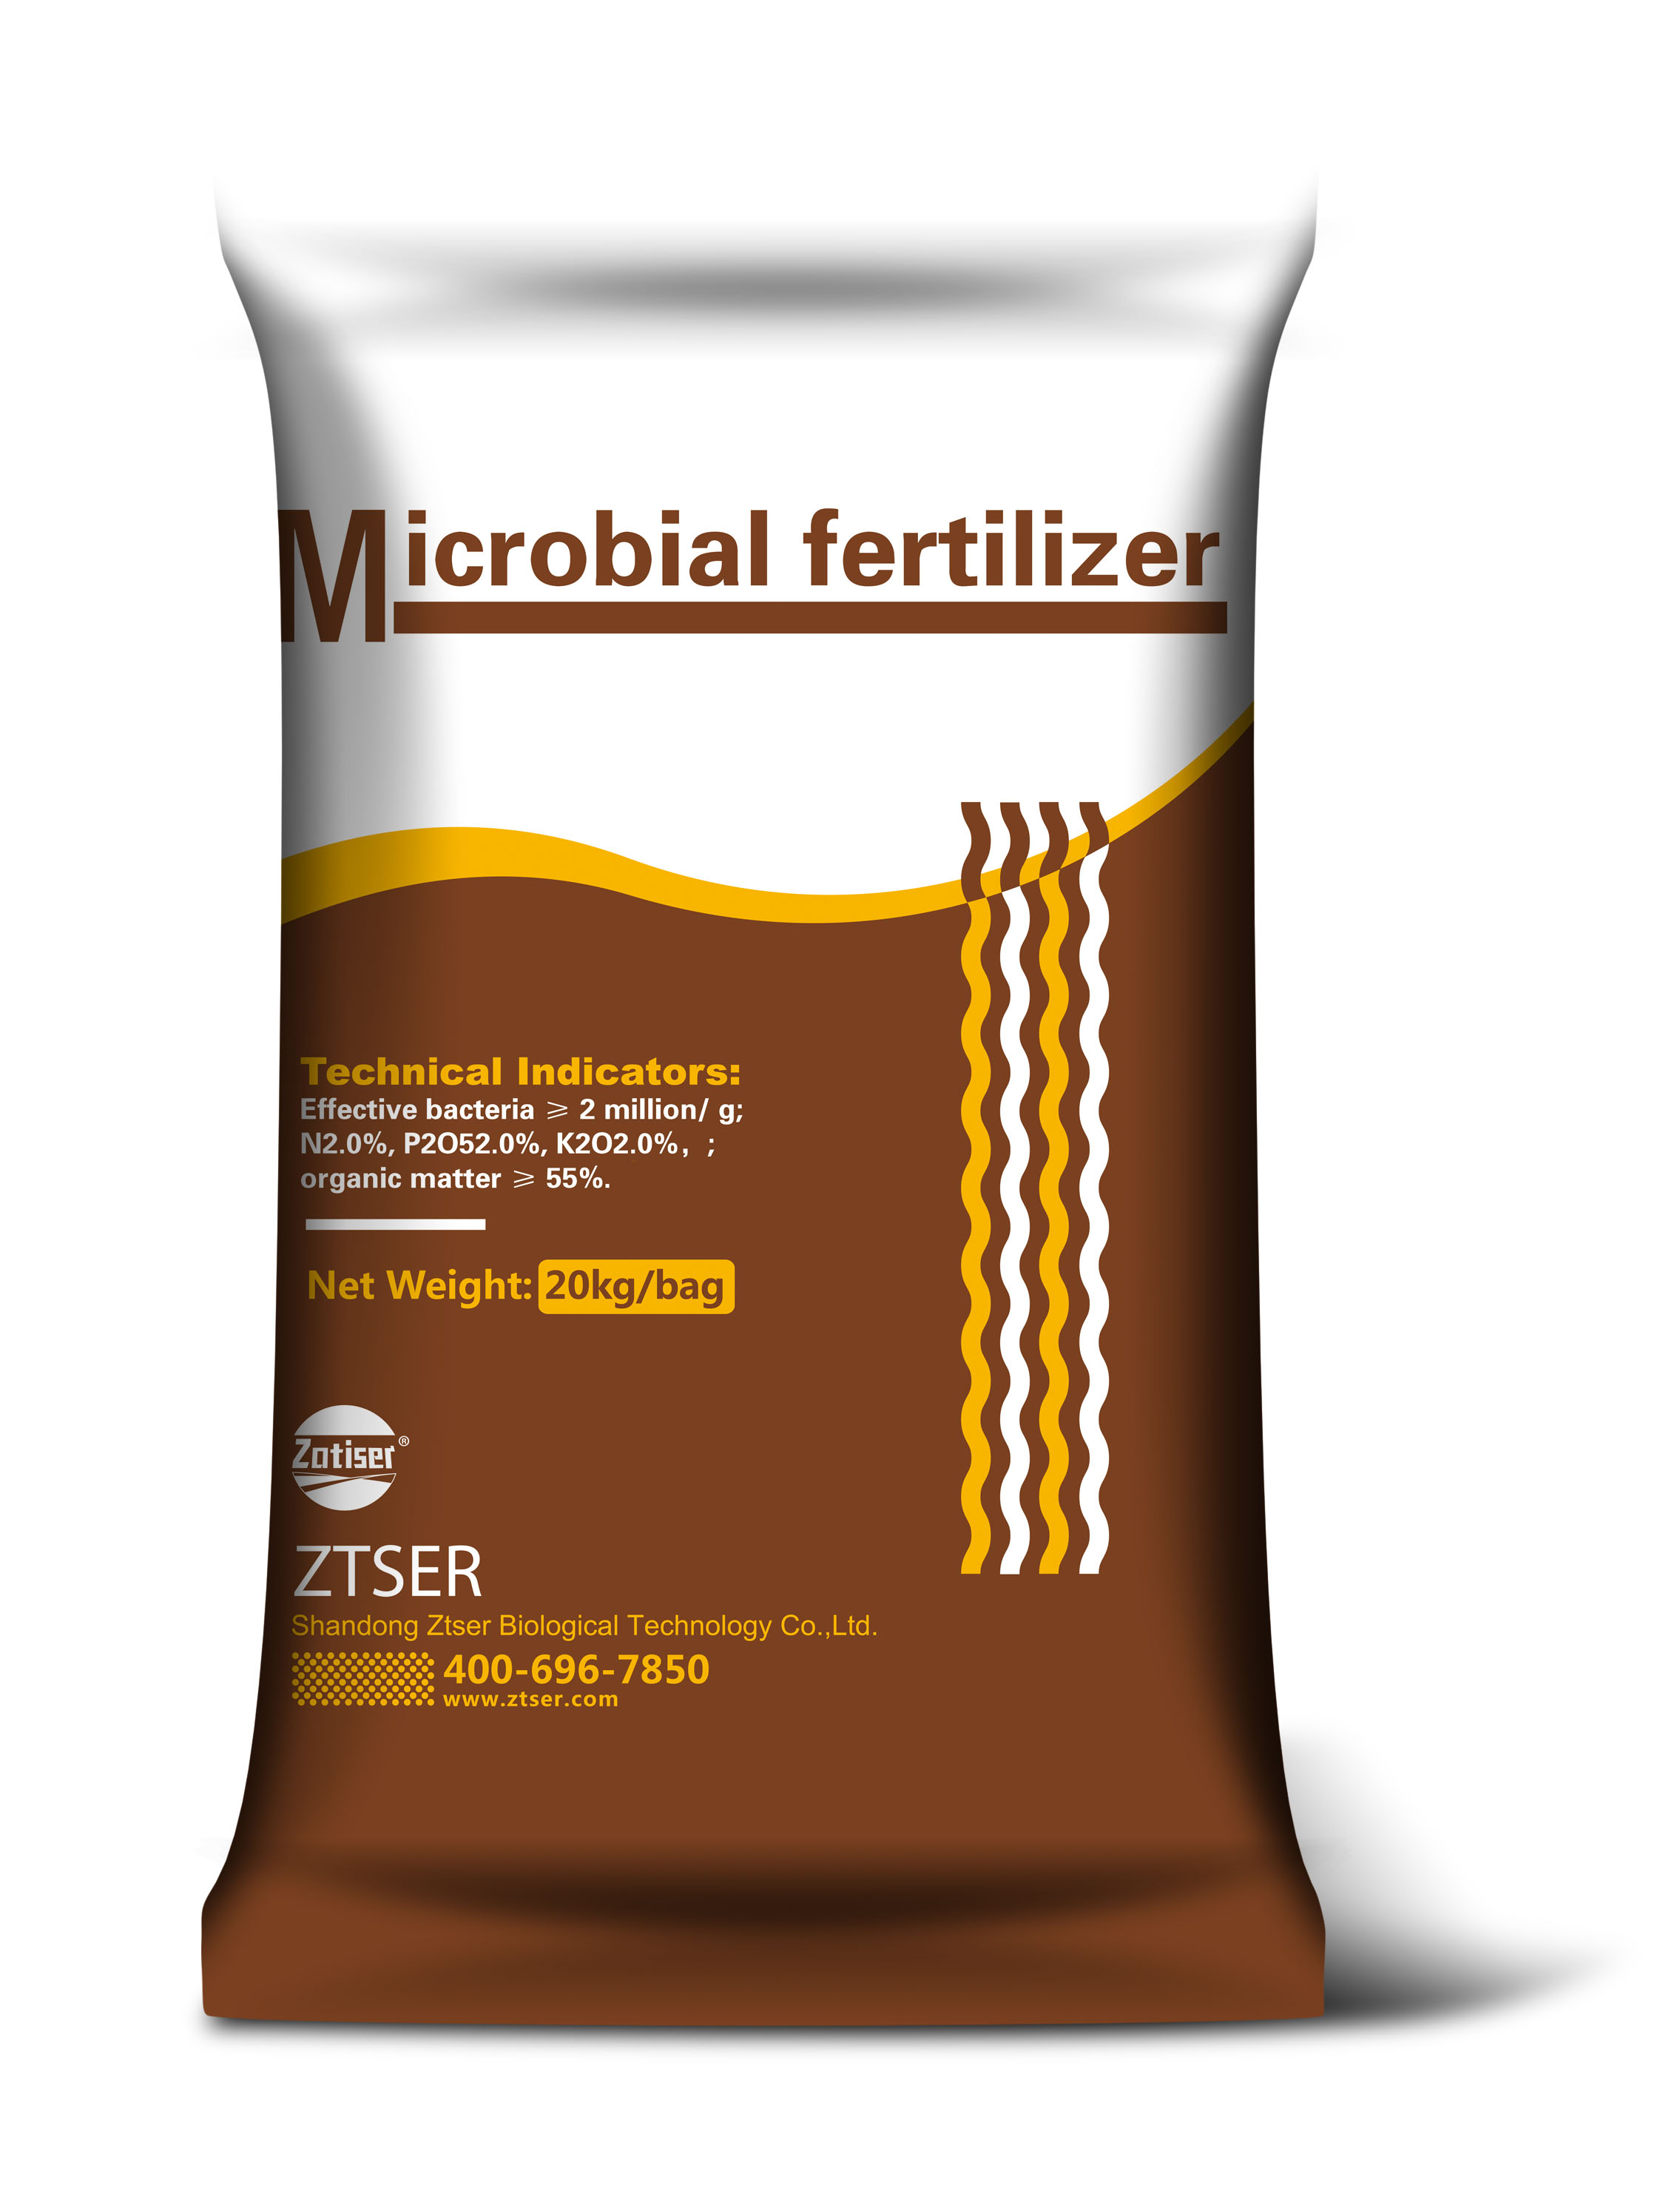 Microbial fertilizer
Technical Indicators:
Effective bacteria ⩾ 2 million/ g;
N2.0%, P2O52.0%, K2O2.0%, ;
organic matter ⩾ 55%.
Net Weight: 20kg/bag
Zotiser®
ZTSER
Shandong Ztser Biological Technology Co.,Ltd.
400-696-7850
www.ztser.com